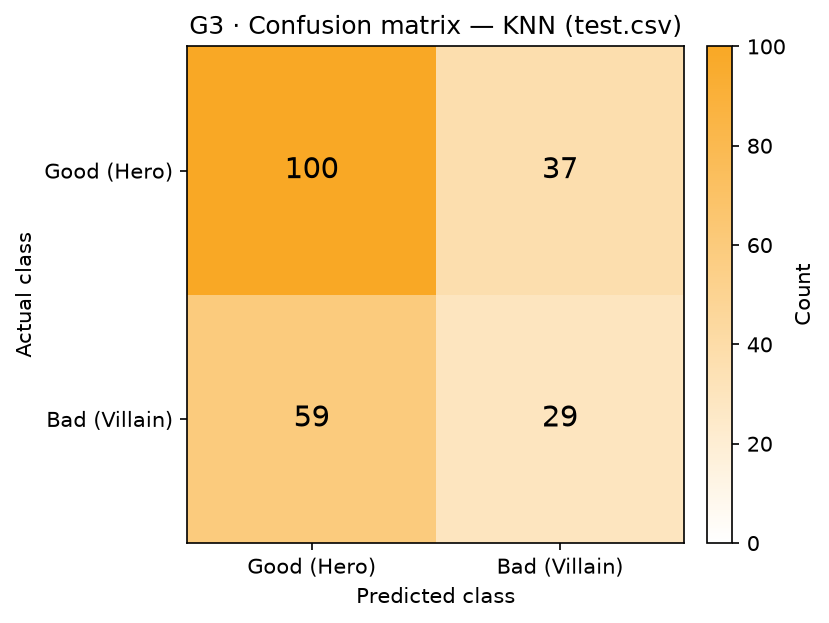 G3 · Confusion matrix — KNN (test.csv)
Actual class
Good (Hero)
Bad (Villain)
100
37
59
29
Good (Hero)
Bad (Villain)
Predicted class
100
80
60
40
20
0
Count